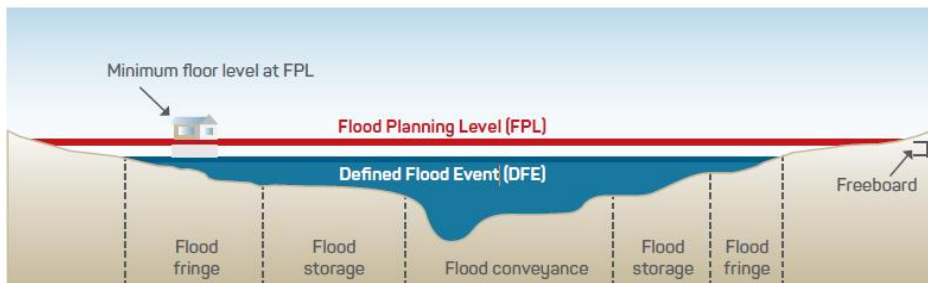 Minimum floor level at FPL
Flood Planning Level (FPL)
Defined Flood Event (DFE)
Freeboard
Flood
fringe
Flood
storage
Flood conveyance
Flood
storage
Flood
fringe